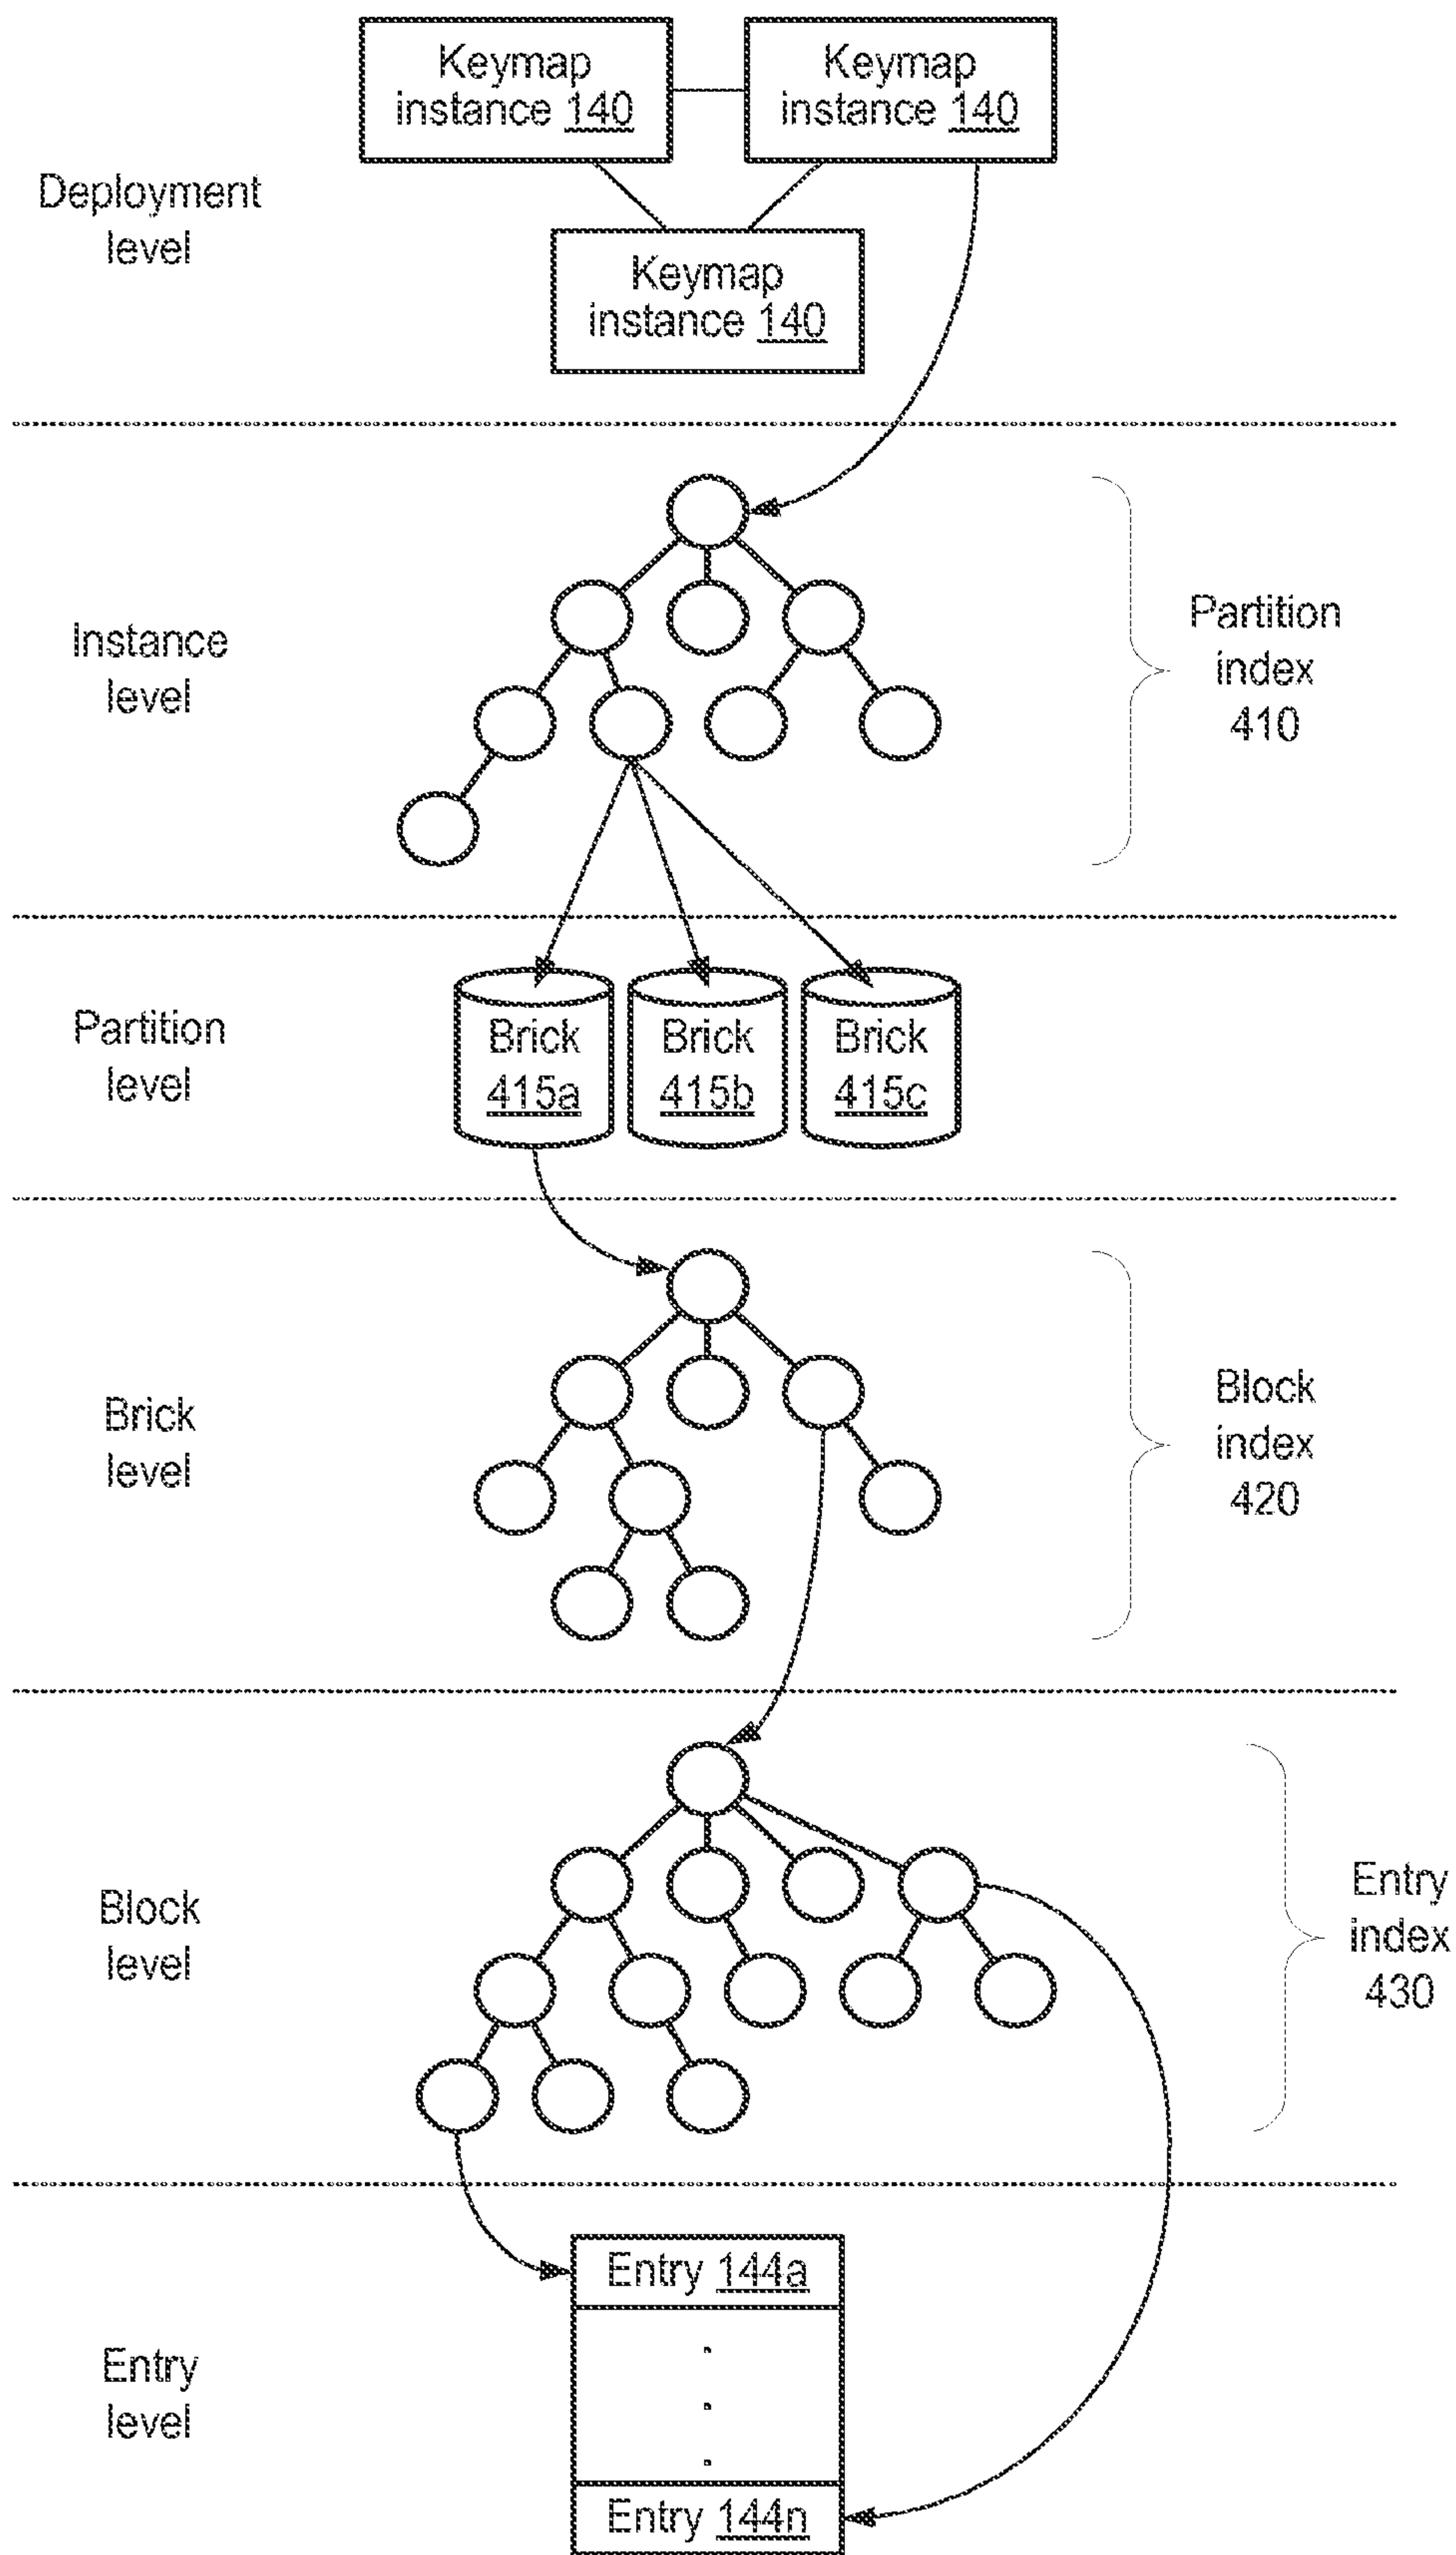 Keymap
instance 140
Keymap
instance 140
Deployment
level
Keymap
instance 140
Instance
level
Partition
index
410
Partition
level
Brick
415a
Brick
415b
Brick
415c
Brick
level
Block
index
420
Block
level
Entry
index
430
Entry 144a
Entry
level
Entry 144n